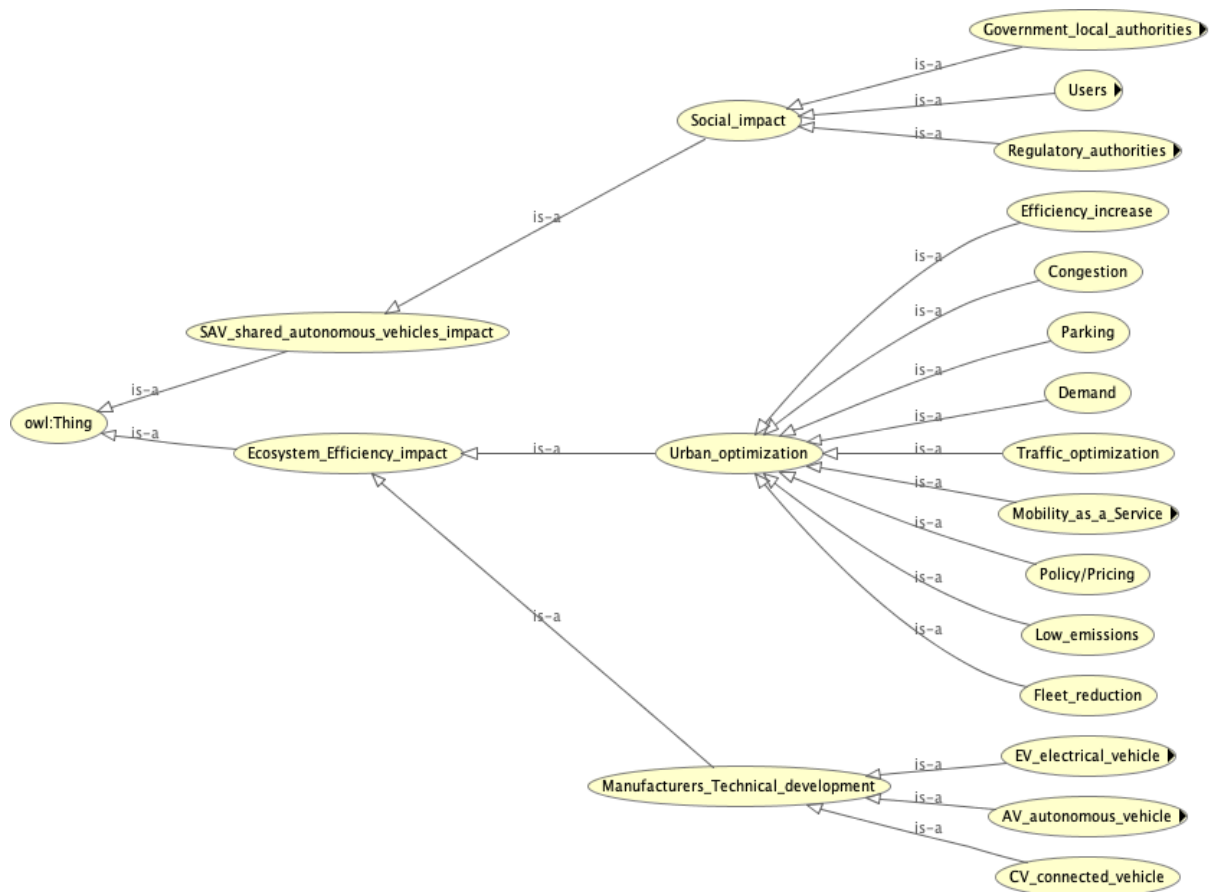 Government_local_authorities
is-a
Users
is-a
Social_impact
is-a
Regulatory_authorities
is-a
Efficiency_increase
is-a
Congestion
is-a
SAV_shared_autonomous_vehicles_impact
Parking
is-a
is-a
Demand
is-a
owl:Thing
is-a
Ecosystem_Efficiency_impact
is-a
Urban_optimization
is-a
Traffic_optimization
is-a
Mobility_as_a_Service
is-a
Policy/Pricing
is-a
is-a
Low_emissions
is-a
Fleet_reduction
EV_electrical_vehicle
is-a
Manufacturers_Technical_development
is-a
AV_autonomous_vehicle
is-a
CV_connected_vehicle